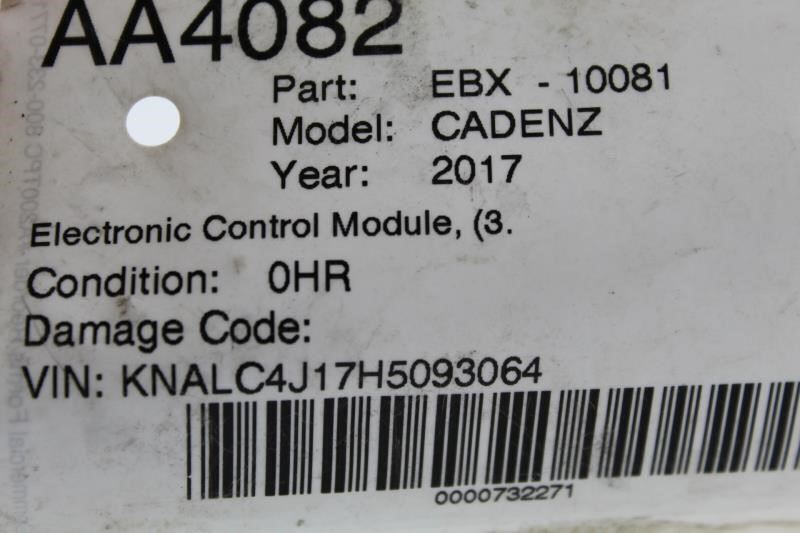 AA4082
Part: EBX - 10081
Model: CADENZ
Year: 2017
Electronic Control Module, (3.
Condition: 0HR
Damage Code:
VIN: KNALC4J17H5093064
0000732271